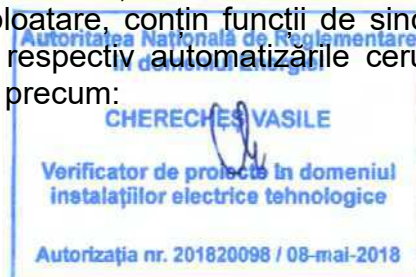 ploatare, conțin funcții de sinc
Autoritatea Națională de Reglementare
respectiv automatizările ceru
în domeniul Energiei
precum:
CHERECHEȘ VASILE
Verificator de proiecte în domeniul
instalațiilor electrice tehnologice
Autorizația nr. 201820098 / 08-mai-2018